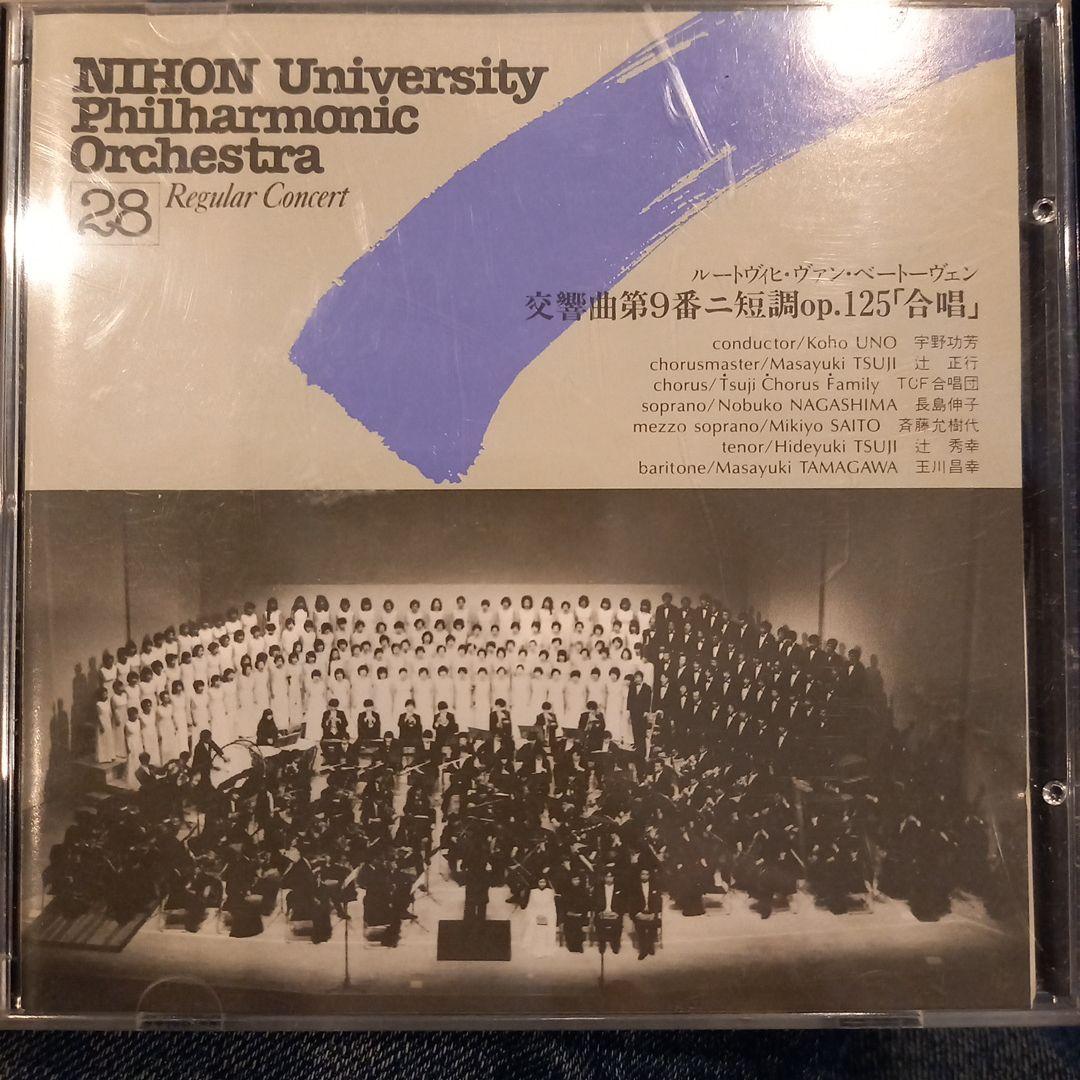 NIHON University
Philharmonic
Orchestra
28 Regular Concert
ルートヴィヒ・ヴァン・ベートーヴェン
交響曲第9番ニ短調op.125「合唱」
conductor/Koho UNO 宇野功芳
chorusmaster/Masayuki TSUJI 辻 正行
chorus/Tsuji Chorus Family TCF合唱団
soprano/Nobuko NAGASHIMA 長島伸子
mezzo soprano/Mikiyo SAITO 斉藤允樹代
tenor/Hideyuki TSUJI 辻 秀幸
baritone/Masayuki TAMAGAWA 玉川昌幸